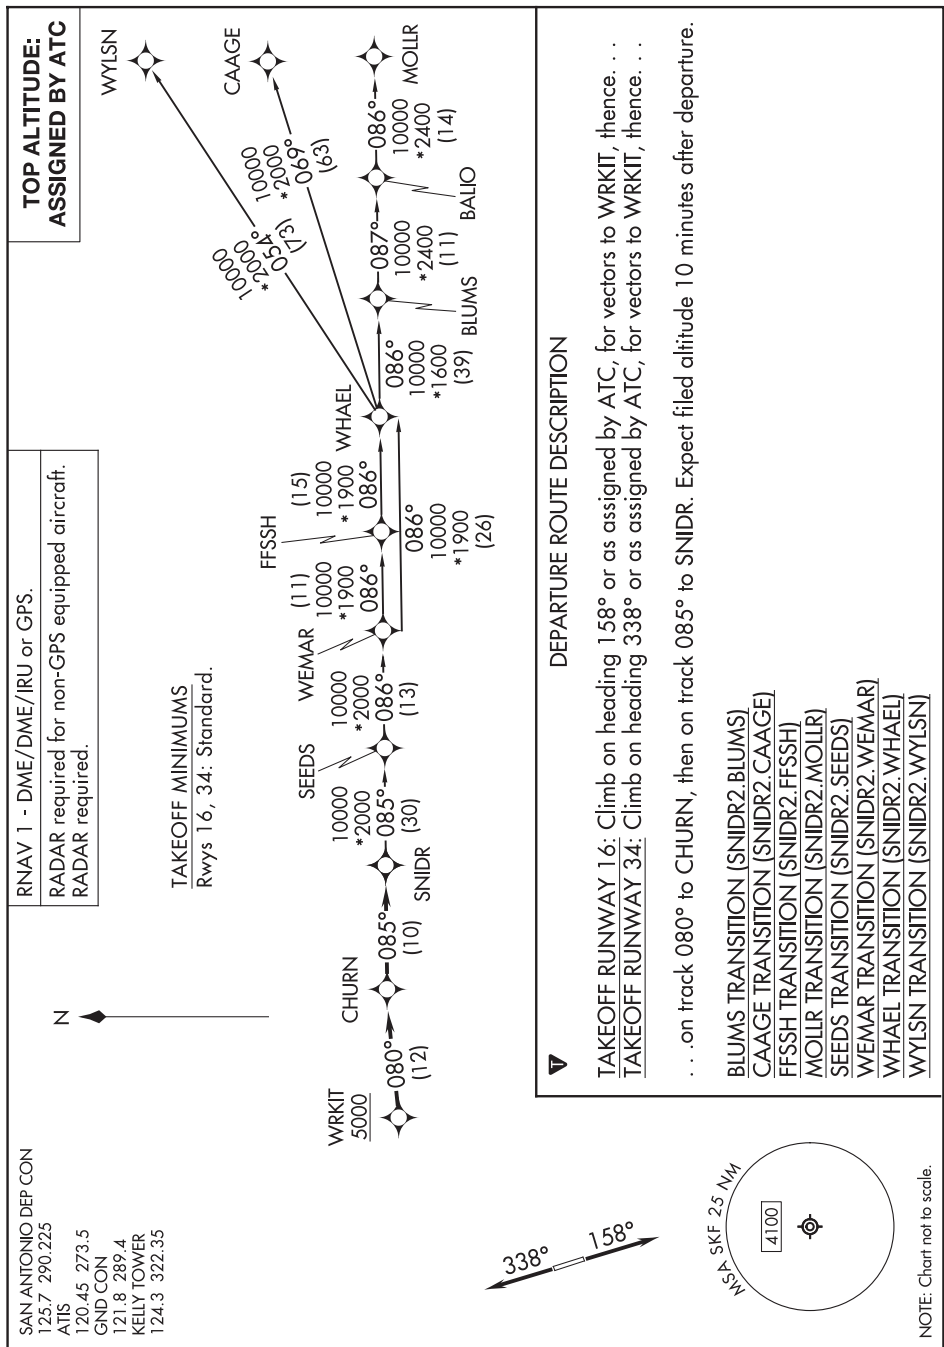 SAN ANTONIO DEP CON
125.7 290.225
ATIS
120.45 273.5
GND CON
121.8 289.4
KELLY TOWER
124.3 322.35
RNAV 1 - DME/DME/IRU or GPS.
RADAR required for non-GPS equipped aircraft.
RADAR required.
TOP ALTITUDE:
ASSIGNED BY ATC
N
TAKEOFF MINIMUMS
Rwys 16, 34: Standard.
WRKIT
5000
080°
(12)
CHURN
085°
(10)
SNIDR
10000
*2000
085°
(30)
SEEDS
10000
*2000
086°
(13)
WEMAR
(11)
10000
*1900
086°
FFSSH
(15)
10000
*1900
086°
086°
10000
*1900
(26)
WHAEL
10000
*2000
054°
(73)
WYLSN
10000
*2000
069°
(63)
CAAGE
086°
10000
*1600
(39)
BLUMS
087°
10000
*2400
(11)
BALIO
086°
10000
*2400
(14)
MOLLR
338°
158°
MSA SKF 25 NM
4100
NOTE: Chart not to scale.
T
DEPARTURE ROUTE DESCRIPTION
TAKEOFF RUNWAY 16: Climb on heading 158° or as assigned by ATC, for vectors to WRKIT, thence. . .
TAKEOFF RUNWAY 34: Climb on heading 338° or as assigned by ATC, for vectors to WRKIT, thence. . .
. . .on track 080° to CHURN, then on track 085° to SNIDR. Expect filed altitude 10 minutes after departure.
BLUMS TRANSITION (SNIDR2.BLUMS)
CAAGE TRANSITION (SNIDR2.CAAGE)
FFSSH TRANSITION (SNIDR2.FFSSH)
MOLLR TRANSITION (SNIDR2.MOLLR)
SEEDS TRANSITION (SNIDR2.SEEDS)
WEMAR TRANSITION (SNIDR2.WEMAR)
WHAEL TRANSITION (SNIDR2.WHAEL)
WYLSN TRANSITION (SNIDR2.WYLSN)